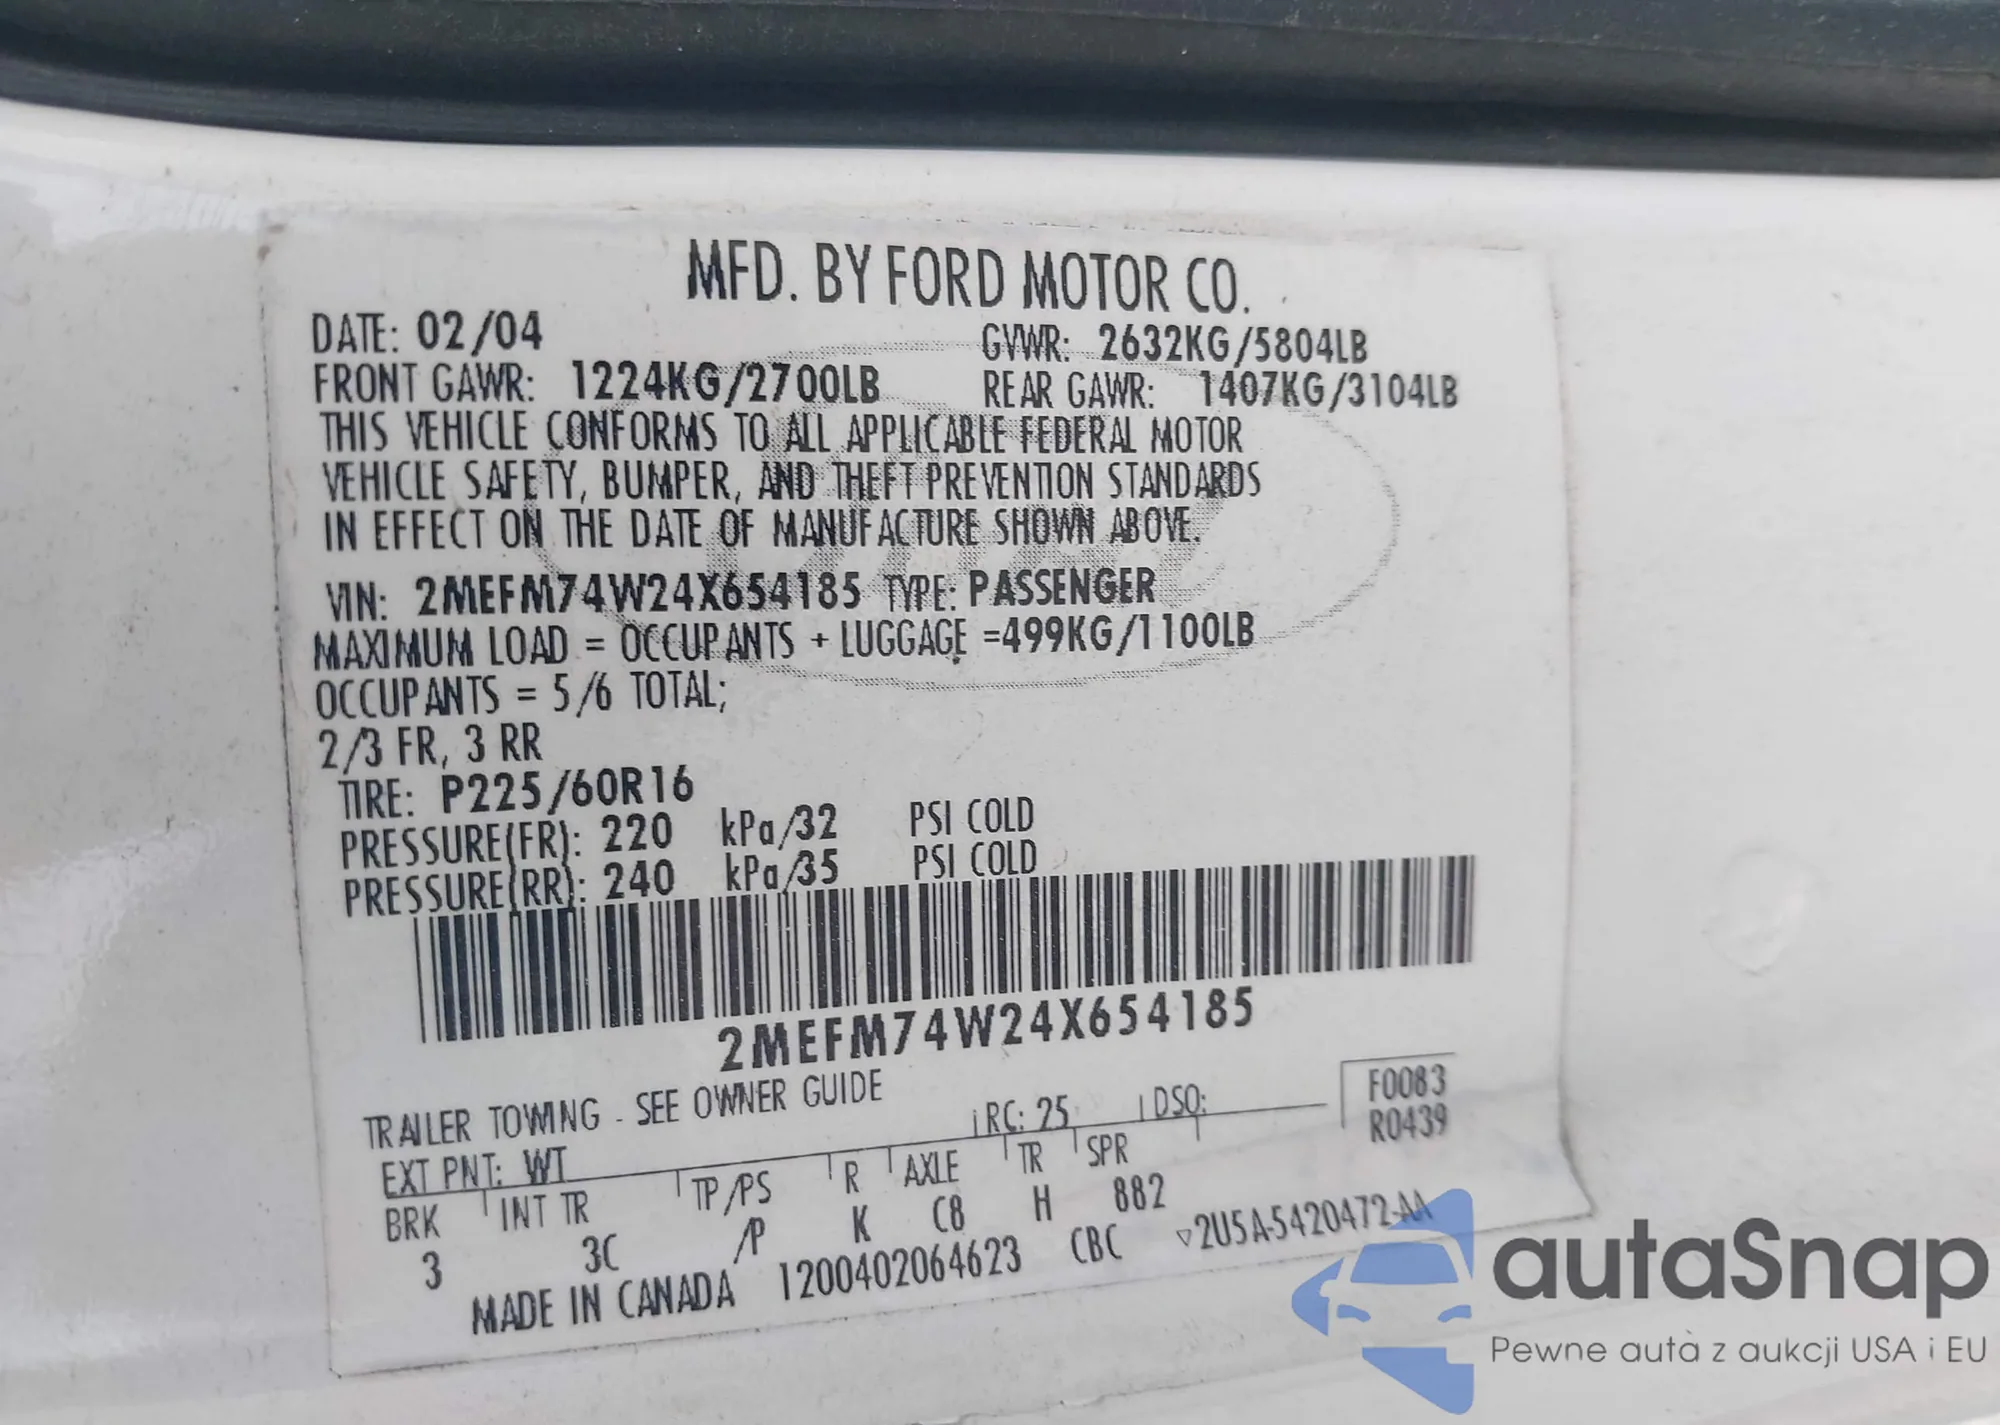 MFD. BY FORD MOTOR CO.
DATE: 02/04 GVWR: 2632KG/5804LB
FRONT GAWR: 1224KG/2700LB REAR GAWR: 1407KG/3104LB
THIS VEHICLE CONFORMS TO ALL APPLICABLE FEDERAL MOTOR
VEHICLE SAFETY, BUMPER, AND THEFT PREVENTION STANDARDS
IN EFFECT ON THE DATE OF MANUFACTURE SHOWN ABOVE.
VIN: 2MEFM74W24X654185 TYPE: PASSENGER
MAXIMUM LOAD = OCCUPANTS + LUGGAGE =499KG/1100LB
OCCUPANTS = 5/6 TOTAL;
2/3 FR, 3 RR
TIRE: P225/60R16
PRESSURE(FR): 220 kPa/32 PSI COLD
PRESSURE(RR): 240 kPa/35 PSI COLD
2MEFM74W24X654185
TRAILER TOWING - SEE OWNER GUIDE
EXT PNT: WT RC: 25 DSO: F0083
R0439
BRK INT TR TP/PS R AXLE TR SPR
3 3C /P K C8 H 882
MADE IN CANADA 1200402064623 CBC ▽2U5A-5420472-AA
autaSnap
Pewne auta z aukcji USA i EU